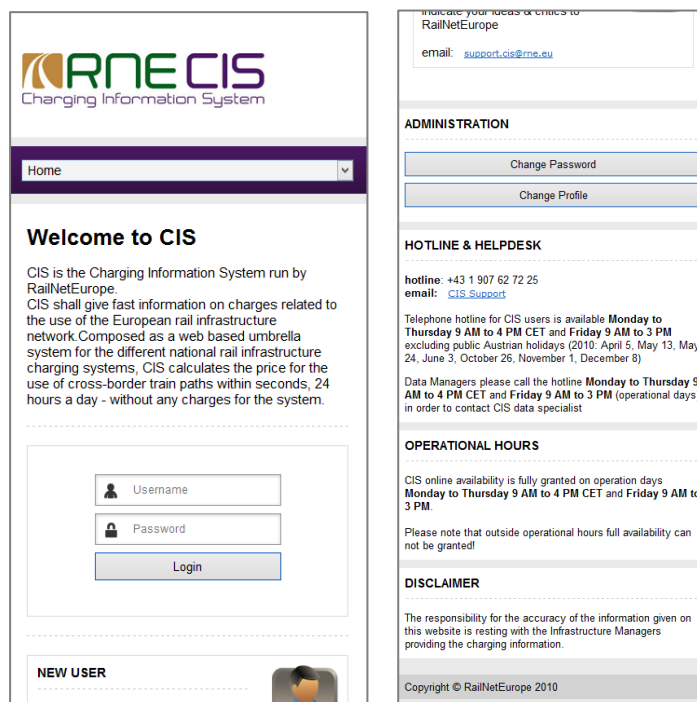 RNE CIS
Charging Information System
Home
Welcome to CIS
CIS is the Charging Information System run by
RailNetEurope.
CIS shall give fast information on charges related to
the use of the European rail infrastructure
network.Composed as a web based umbrella
system for the different national rail infrastructure
charging systems, CIS calculates the price for the
use of cross-border train paths within seconds, 24
hours a day - without any charges for the system.
Username
Password
Login
NEW USER
indicate your ideas & critics to
RailNetEurope
email: support.cis@rne.eu
ADMINISTRATION
Change Password
Change Profile
HOTLINE & HELPDESK
hotline: +43 1 907 62 72 25
email: CIS Support
Telephone hotline for CIS users is available Monday to
Thursday 9 AM to 4 PM CET and Friday 9 AM to 3 PM
excluding public Austrian holidays (2010: April 5, May 13, May
24, June 3, October 26, November 1, December 8)
Data Managers please call the hotline Monday to Thursday 9
AM to 4 PM CET and Friday 9 AM to 3 PM (operational days
in order to contact CIS data specialist
OPERATIONAL HOURS
CIS online availability is fully granted on operation days
Monday to Thursday 9 AM to 4 PM CET and Friday 9 AM to
3 PM.
Please note that outside operational hours full availability can
not be granted!
DISCLAIMER
The responsibility for the accuracy of the information given on
this website is resting with the Infrastructure Managers
providing the charging information.
Copyright © RailNetEurope 2010